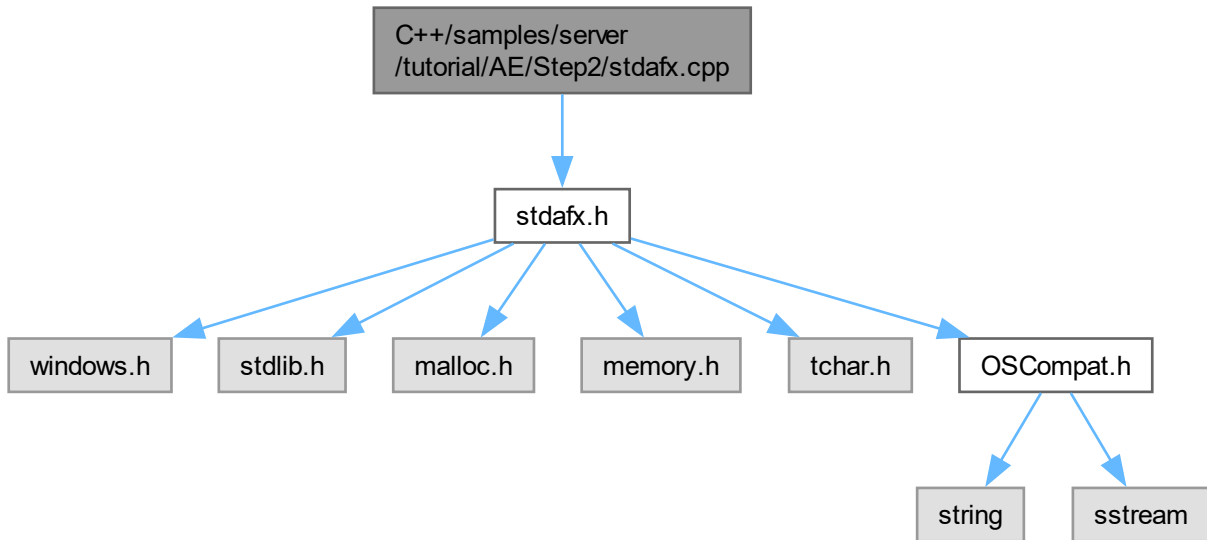 C++/samples/server
/tutorial/AE/Step2/stdafx.cpp
stdafx.h
windows.h
stdlib.h
malloc.h
memory.h
tchar.h
OSCompat.h
string
sstream